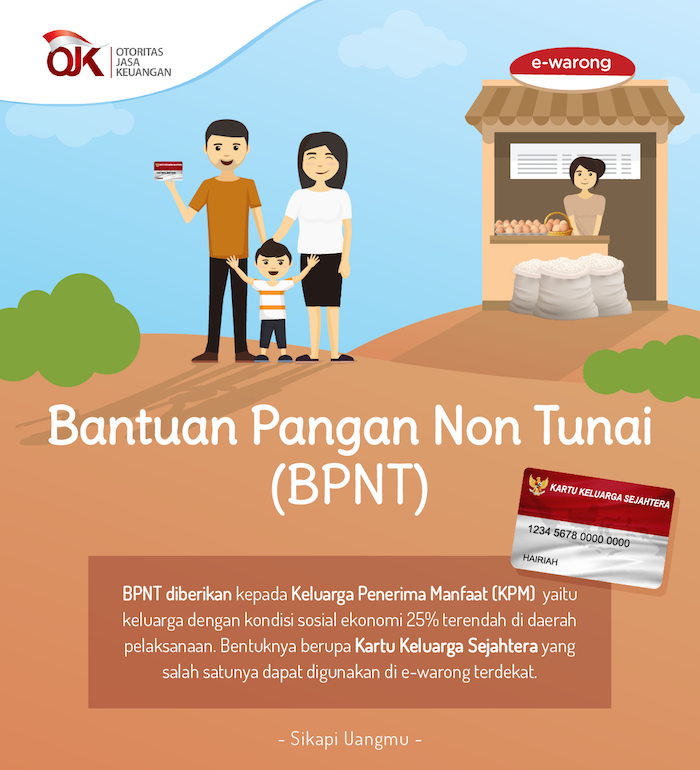 OJK
OTORITAS
JASA
KEUANGAN
e-warong
Bantuan Pangan Non Tunai
(BPNT)
KARTU KELUARGA SEJAHTERA
1234 5678 0000 0000
HAIRIAH
BPNT diberikan kepada Keluarga Penerima Manfaat (KPM) yaitu
keluarga dengan kondisi sosial ekonomi 25% terendah di daerah
pelaksanaan. Bentuknya berupa Kartu Keluarga Sejahtera yang
salah satunya dapat digunakan di e-warong terdekat.
- Sikapi Uangmu -